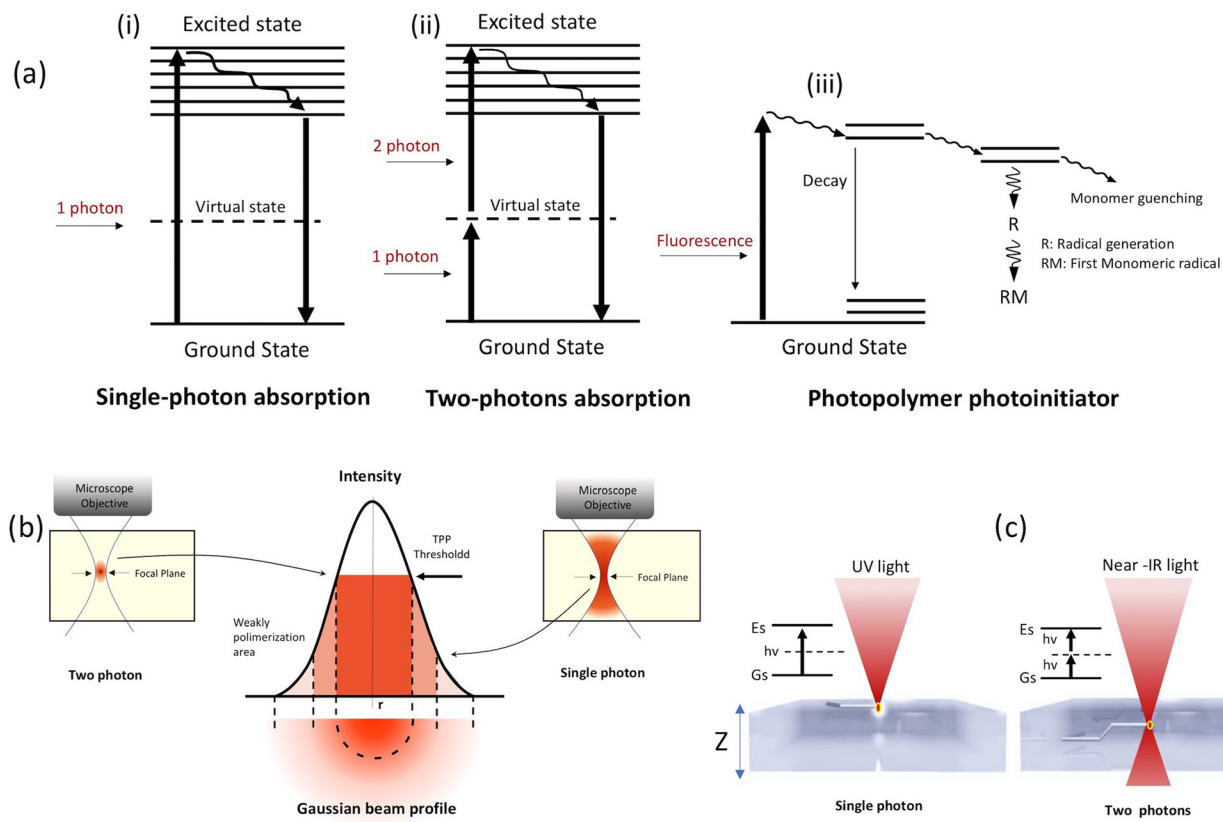 (a)
(i)
Excited state
1 photon
Virtual state
Ground State
Single-photon absorption
(ii)
Excited state
2 photon
Virtual state
1 photon
Ground State
Two-photons absorption
(iii)
Decay
Monomer guenching
Fluorescence
R
R: Radical generation
RM: First Monomeric radical
RM
Ground State
Photopolymer photoinitiator
(b)
Microscope
Objective
Focal Plane
Two photon
Intensity
TPP
Thresholdd
Weakly
polimerization
area
r
Gaussian beam profile
Microscope
Objective
Focal Plane
Single photon
(c)
UV light
Es
hv
Gs
Z
Single photon
Near -IR light
Es
hv
hv
Gs
Two photons